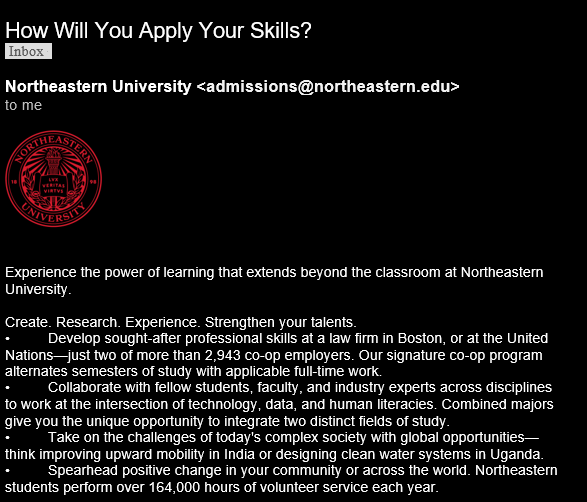 How Will You Apply Your Skills?
Inbox
Northeastern University <admissions@northeastern.edu>
to me
NORTHEASTERN
18 98
LUX
VERITAS
VIRTUS
UNIVERSITY
Experience the power of learning that extends beyond the classroom at Northeastern
University.
Create. Research. Experience. Strengthen your talents.
• Develop sought-after professional skills at a law firm in Boston, or at the United
Nations—just two of more than 2,943 co-op employers. Our signature co-op program
alternates semesters of study with applicable full-time work.
• Collaborate with fellow students, faculty, and industry experts across disciplines
to work at the intersection of technology, data, and human literacies. Combined majors
give you the unique opportunity to integrate two distinct fields of study.
• Take on the challenges of today's complex society with global opportunities—
think improving upward mobility in India or designing clean water systems in Uganda.
• Spearhead positive change in your community or across the world. Northeastern
students perform over 164,000 hours of volunteer service each year.